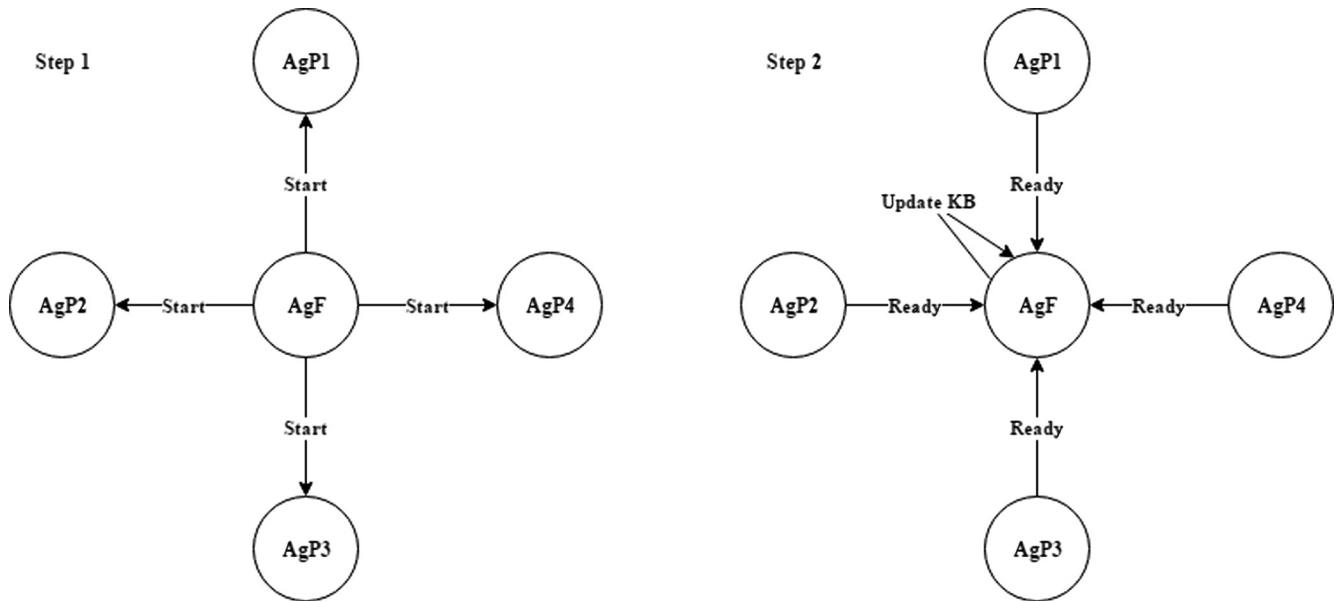 Step 1
AgP1
Start
AgP2
Start
AgF
Start
AgP4
Start
AgP3
Step 2
AgP1
Ready
Update KB
AgP2
Ready
AgF
Ready
AgP4
Ready
AgP3